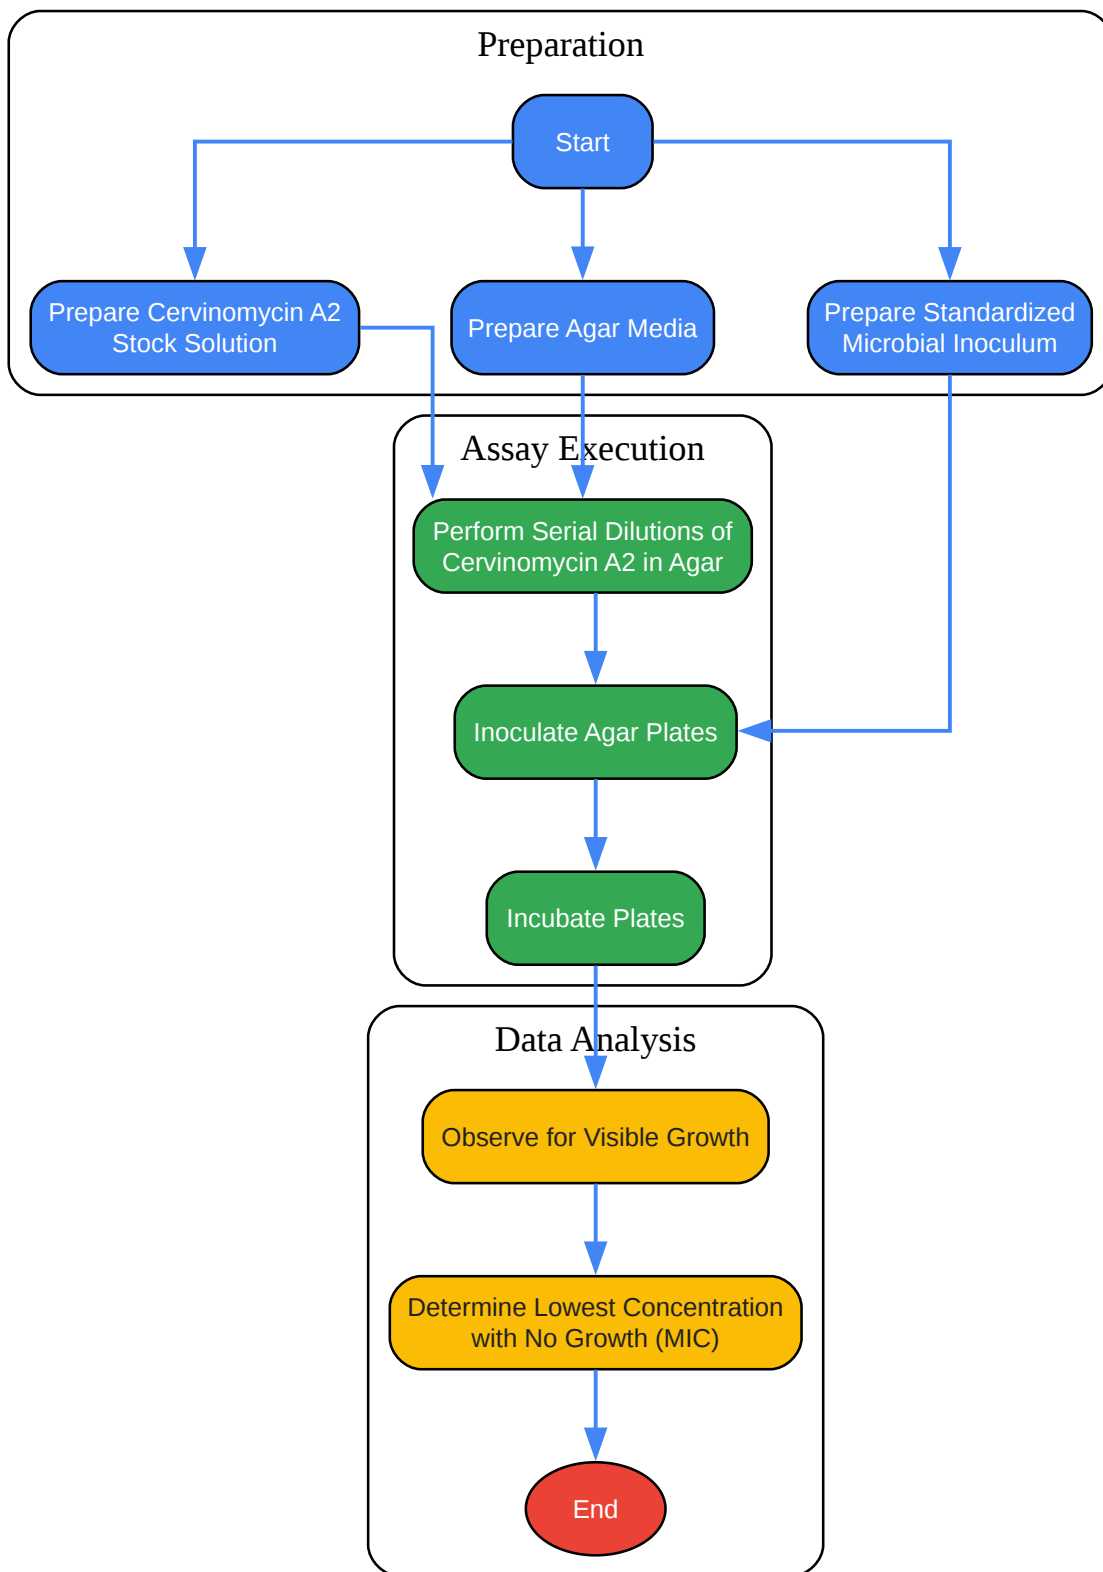 Preparation
Start
Prepare Cervinomycin A2
Stock Solution
Prepare Agar Media
Prepare Standardized
Microbial Inoculum
Assay Execution
Perform Serial Dilutions of
Cervinomycin A2 in Agar
Inoculate Agar Plates
Incubate Plates
Data Analysis
Observe for Visible Growth
Determine Lowest Concentration
with No Growth (MIC)
End